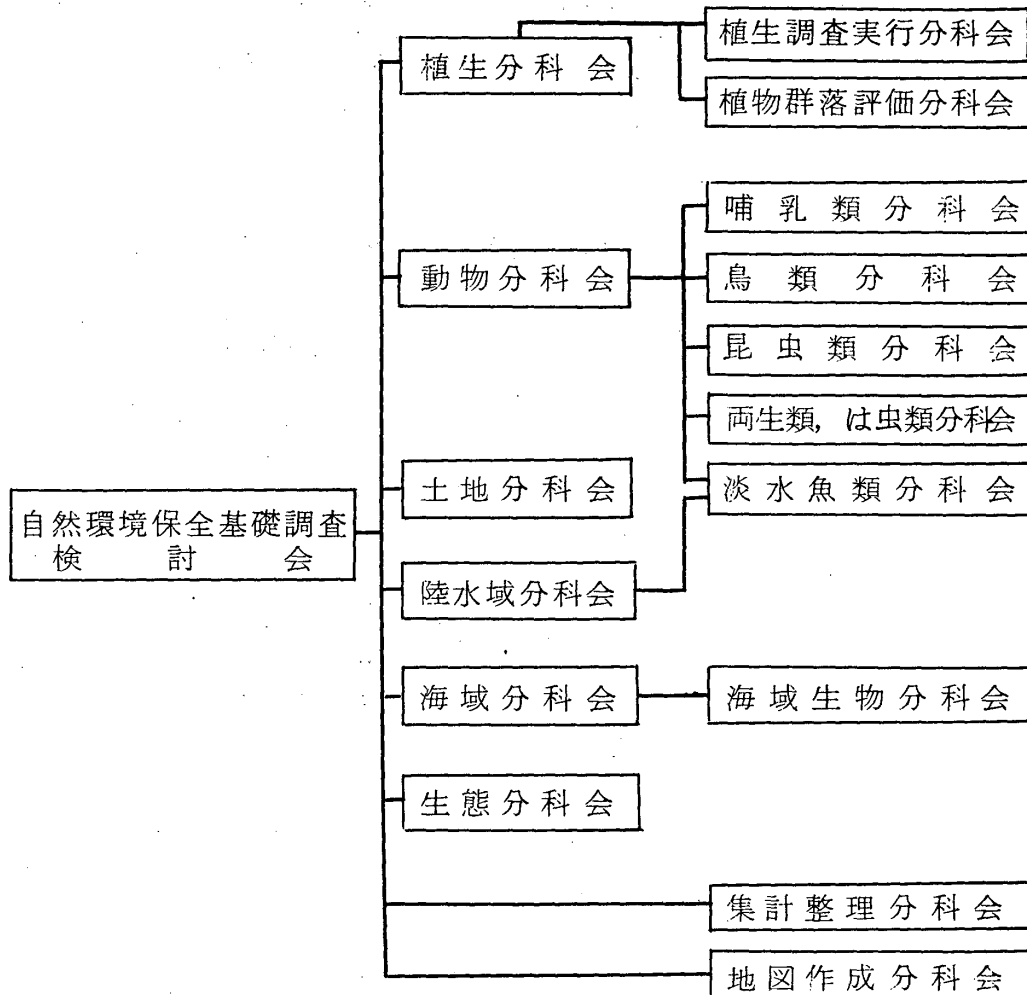 植生分科会
植生調査実行分科会
植物群落評価分科会
動物分科会
哺乳類分科会
鳥類分科会
昆虫類分科会
両生類，は虫類分科会
淡水魚類分科会
土地分科会
自然環境保全基礎調査
検討会
陸水域分科会
海域分科会
海域生物分科会
生態分科会
集計整理分科会
地図作成分科会